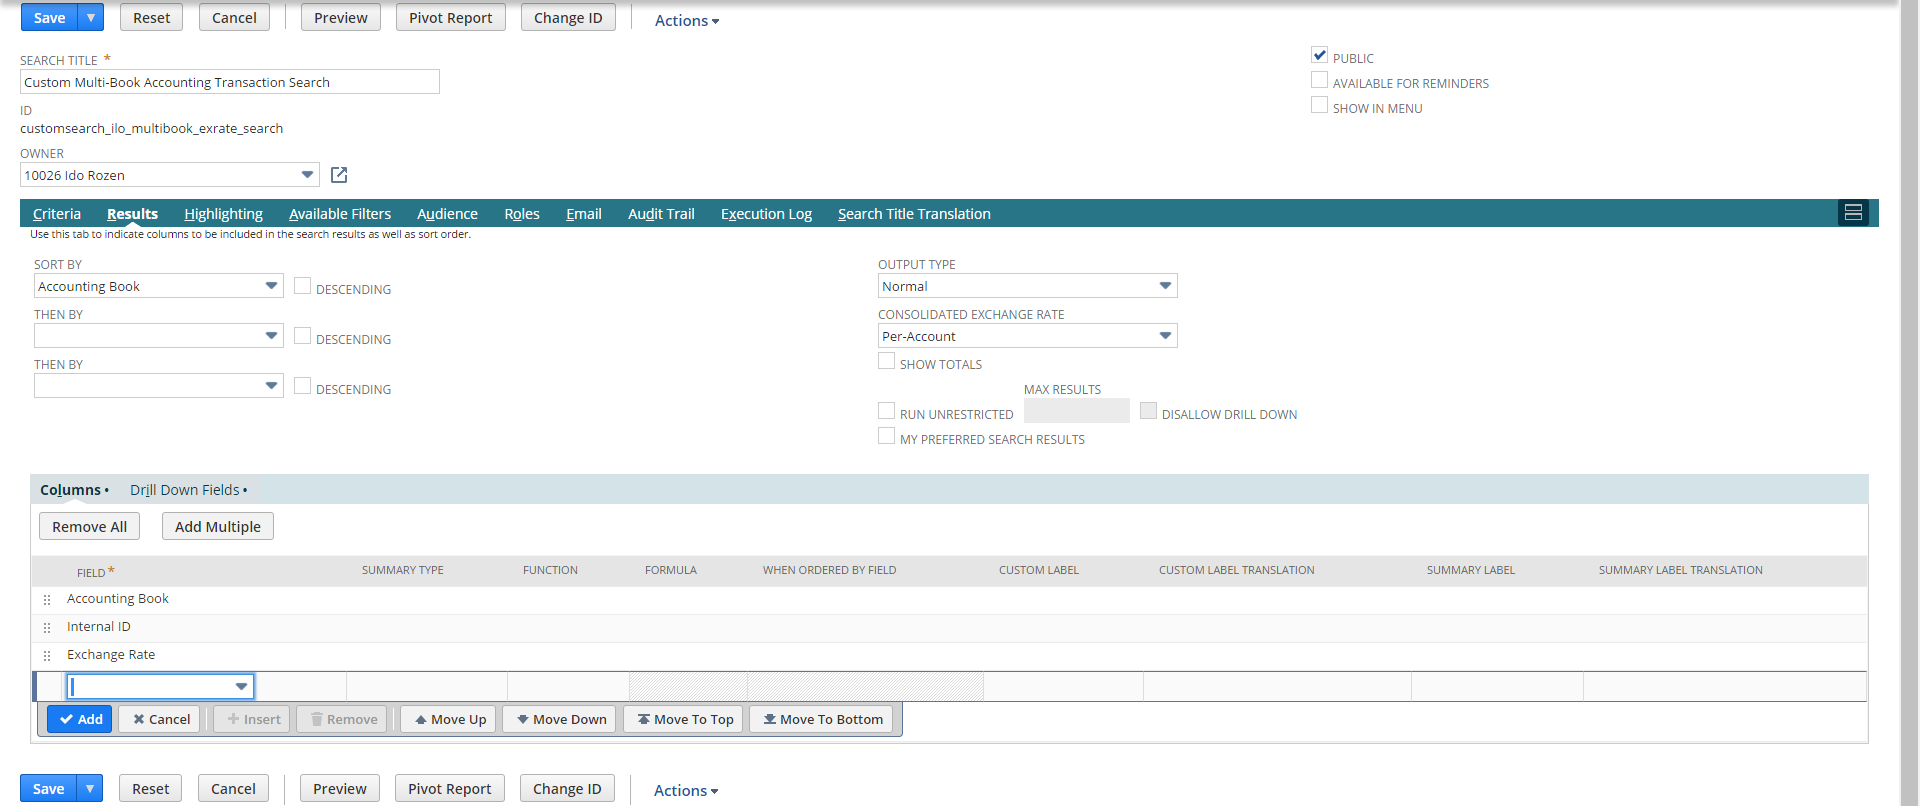 Save Reset Cancel Preview Pivot Report Change ID Actions
SEARCH TITLE *
Custom Multi-Book Accounting Transaction Search
ID
customsearch_ilo_multibook_exrate_search
OWNER
10026 Ido Rozen
PUBLIC
AVAILABLE FOR REMINDERS
SHOW IN MENU
Criteria Results Highlighting Available Filters Audience Roles Email Audit Trail Execution Log Search Title Translation
Use this tab to indicate columns to be included in the search results as well as sort order.
SORT BY
Accounting Book DESCENDING
THEN BY
DESCENDING
THEN BY
DESCENDING
OUTPUT TYPE
Normal
CONSOLIDATED EXCHANGE RATE
Per-Account
SHOW TOTALS
MAX RESULTS
RUN UNRESTRICTED DISALLOW DRILL DOWN
MY PREFERRED SEARCH RESULTS
Columns • Drill Down Fields •
Remove All Add Multiple
FIELD * SUMMARY TYPE FUNCTION FORMULA WHEN ORDERED BY FIELD CUSTOM LABEL CUSTOM LABEL TRANSLATION SUMMARY LABEL SUMMARY LABEL TRANSLATION
Accounting Book
Internal ID
Exchange Rate
Add Cancel Insert Remove Move Up Move Down Move To Top Move To Bottom
Save Reset Cancel Preview Pivot Report Change ID Actions